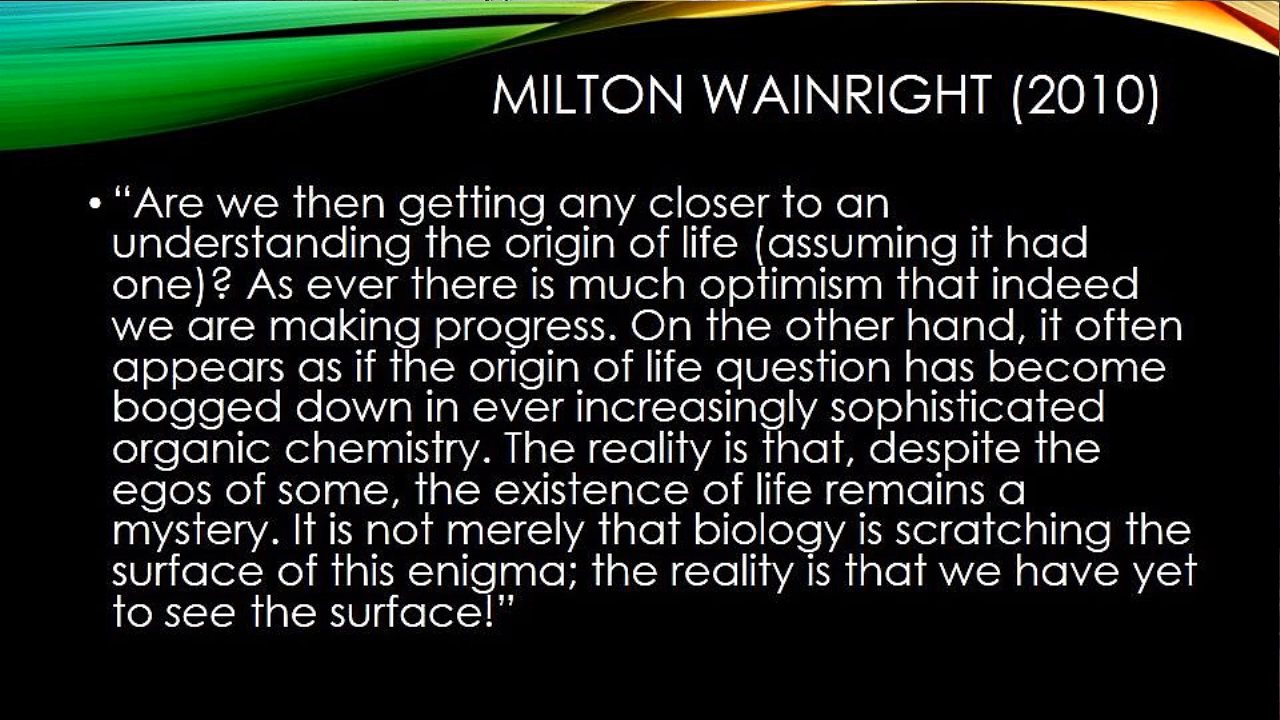 MILTON WAINRIGHT (2010)
• “Are we then getting any closer to an
understanding the origin of life (assuming it had
one)? As ever there is much optimism that indeed
we are making progress. On the other hand, it often
appears as if the origin of life question has become
bogged down in ever increasingly sophisticated
organic chemistry. The reality is that, despite the
egos of some, the existence of life remains a
mystery. It is not merely that biology is scratching the
surface of this enigma; the reality is that we have yet
to see the surface!”